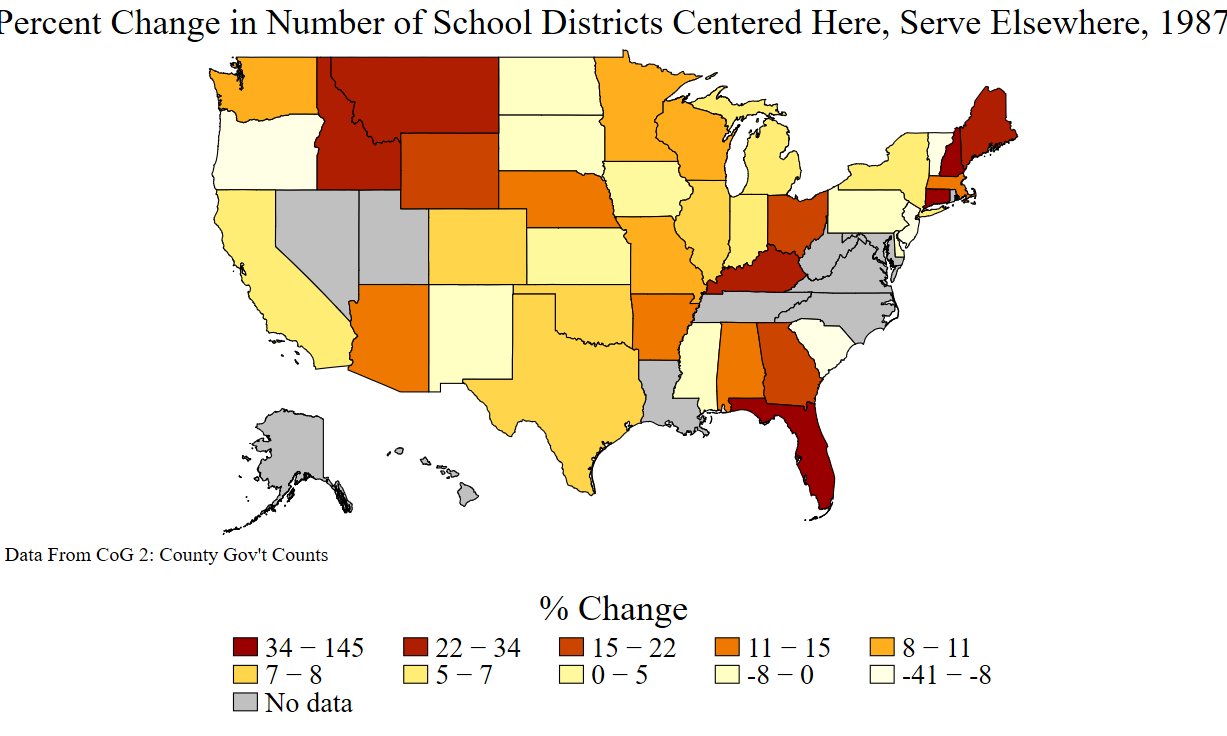 Percent Change in Number of School Districts Centered Here, Serve Elsewhere, 1987
Data From CoG 2: County Gov't Counts
% Change
34 − 145
22 − 34
15 − 22
11 − 15
8 − 11
7 − 8
5 − 7
0 − 5
-8 − 0
-41 − -8
No data